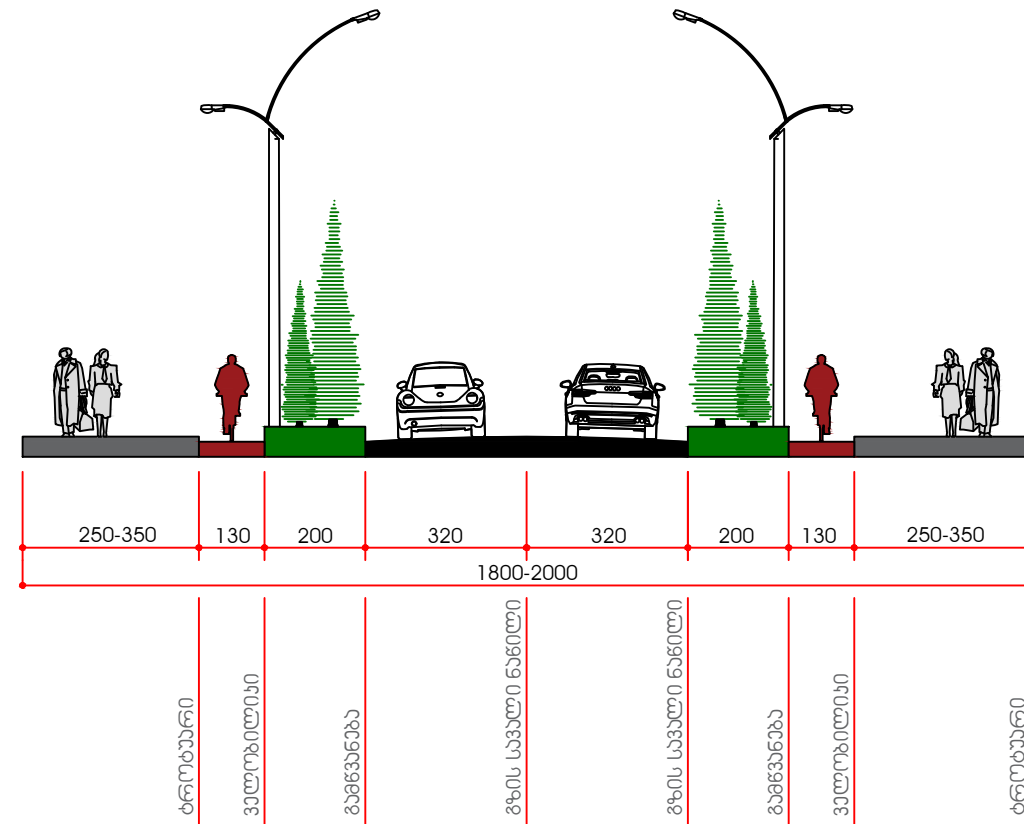 250-350
130
200
320
320
200
130
250-350
1800-2000
ტროტუარი
ველობილიკი
გამწვანება
გზის სავალი ნაწილი
გზის სავალი ნაწილი
გამწვანება
ველობილიკი
ტროტუარი